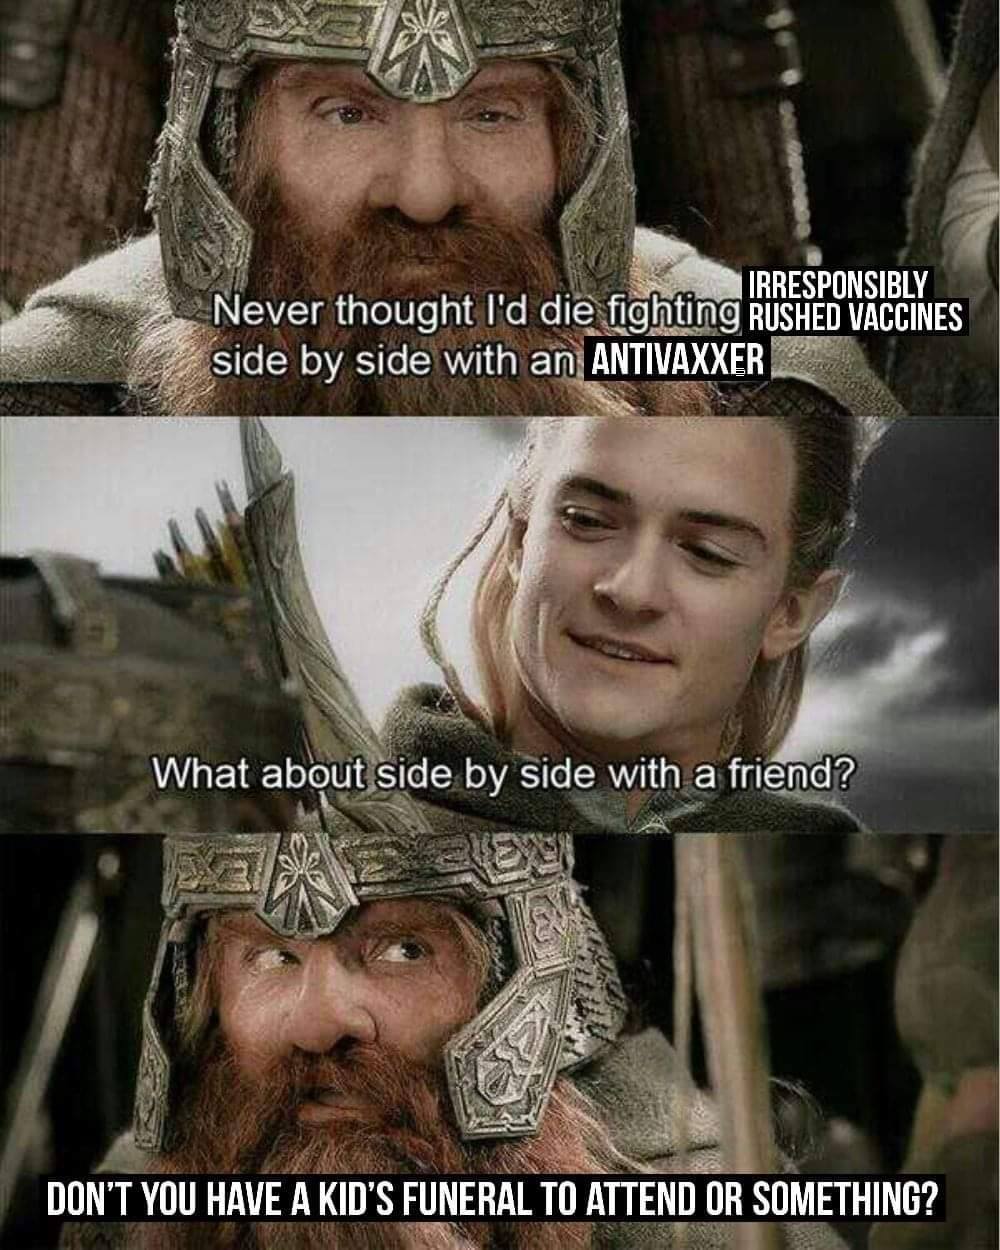 Never thought I'd die fighting IRRESPONSIBLY RUSHED VACCINES
side by side with an ANTIVAXXER
What about side by side with a friend?
DON'T YOU HAVE A KID'S FUNERAL TO ATTEND OR SOMETHING?